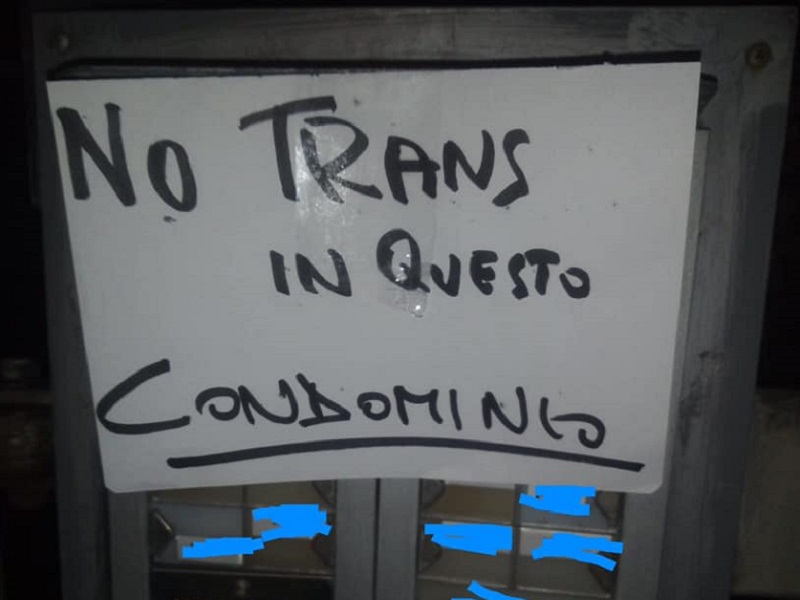 No TRANS
IN QUESTO
CONDOMINIO